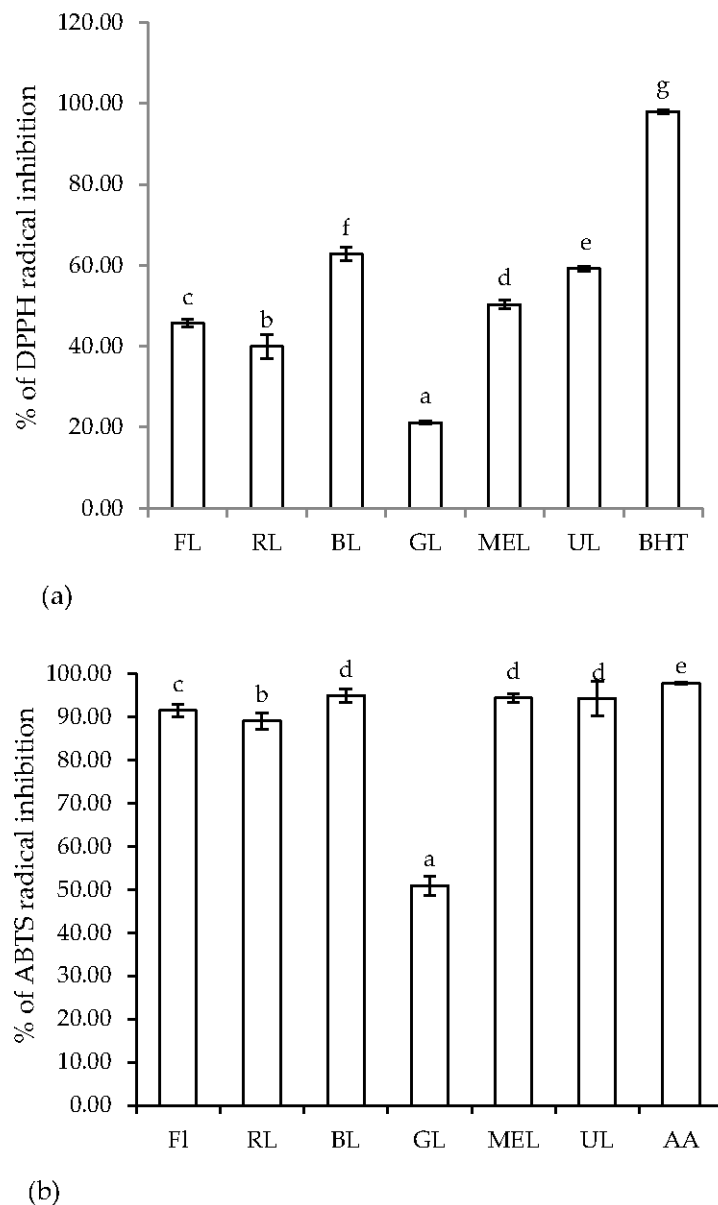 120.00
100.00
80.00
60.00
40.00
20.00
0.00
% of DPPH radical inhibition
c
b
f
a
d
e
g
FL RL BL GL MEL UL BHT
(a)
100.00
90.00
80.00
70.00
60.00
50.00
40.00
30.00
20.00
10.00
0.00
% of ABTS radical inhibition
c
b
d
a
d
d
e
Fl RL BL GL MEL UL AA
(b)